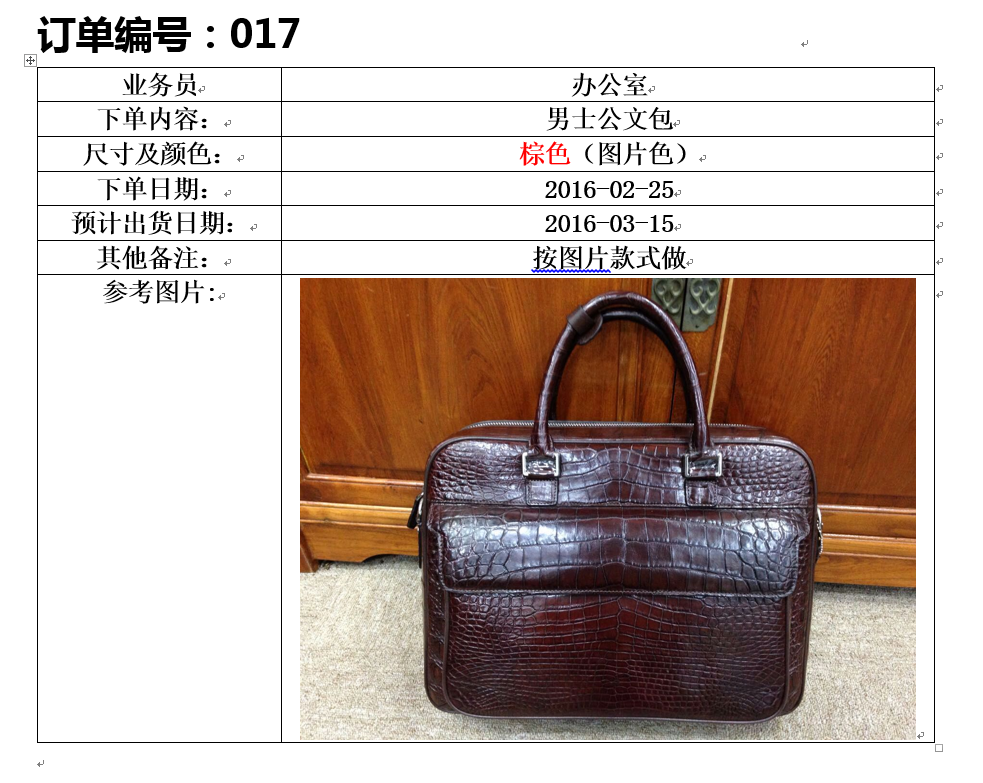 订单编号：017
业务员 办公室
下单内容： 男士公文包
尺寸及颜色： 棕色（图片色）
下单日期： 2016-02-25
预计出货日期： 2016-03-15
其他备注： 按图片款式做
参考图片: